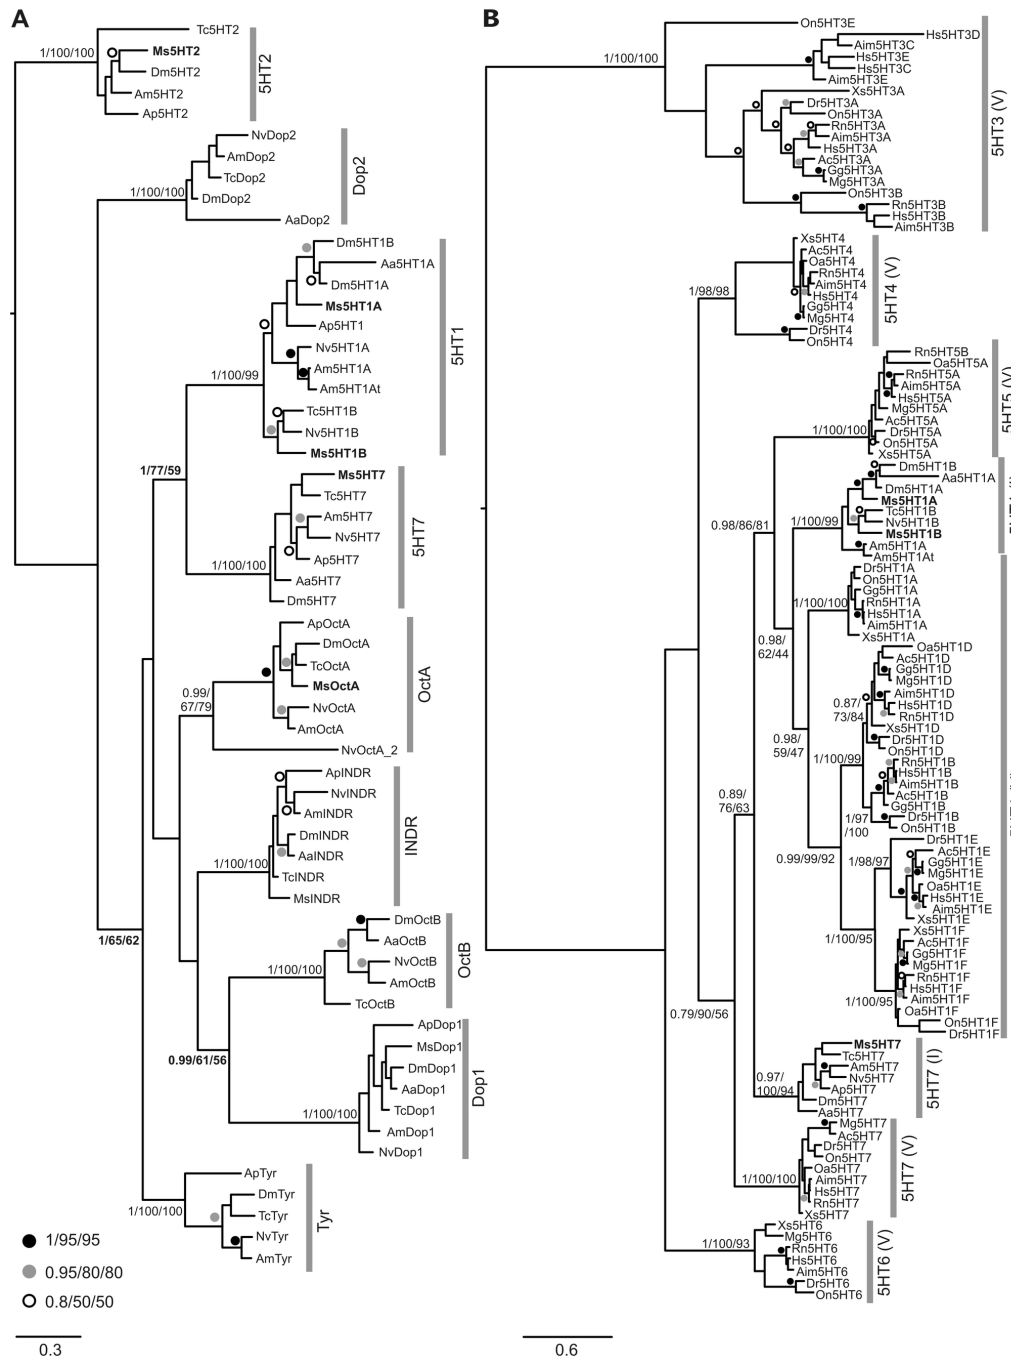 A
Tc5HT2
1/100/100
Ms5HT2
Dm5HT2
Am5HT2
Ap5HT2
5HT2
NvDop2
AmDop2
TcDop2
1/100/100
DmDop2
AaDop2
Dop2
Dm5HT1B
Aa5HT1A
Dm5HT1A
Ms5HT1A
Ap5HT1
Nv5HT1A
Am5HT1A
1/100/99
Am5HT1At
Tc5HT1B
Nv5HT1B
Ms5HT1B
5HT1
1/77/59
Ms5HT7
Tc5HT7
Am5HT7
Nv5HT7
Ap5HT7
1/100/100
Aa5HT7
Dm5HT7
5HT7
ApOctA
DmOctA
TcOctA
MsOctA
0.99/
67/79
NvOctA
AmOctA
NvOctA_2
OctA
ApINDR
NvINDR
AmINDR
DmINDR
AaINDR
1/100/100
TcINDR
MsINDR
INDR
DmOctB
1/65/62
AaOctB
NvOctB
1/100/100
AmOctB
TcOctB
OctB
ApDop1
MsDop1
0.99/61/56
DmDop1
AaDop1
1/100/100
TcDop1
AmDop1
NvDop1
Dop1
ApTyr
DmTyr
1/100/100
TcTyr
NvTyr
AmTyr
Tyr
1/95/95
0.95/80/80
0.8/50/50
0.3
B
On5HT3E
Hs5HT3D
Aim5HT3C
1/100/100
Hs5HT3E
Hs5HT3C
Aim5HT3E
Xs5HT3A
Dr5HT3A
On5HT3A
Rn5HT3A
Aim5HT3A
Hs5HT3A
Ac5HT3A
Gg5HT3A
Mg5HT3A
On5HT3B
Rn5HT3B
Hs5HT3B
Aim5HT3B
5HT3 (V)
Xs5HT4
Ac5HT4
Oa5HT4
Rn5HT4
Aim5HT4
1/98/98
Hs5HT4
Gg5HT4
Mg5HT4
Dr5HT4
On5HT4
5HT4 (V)
Rn5HT5B
Oa5HT5A
Rn5HT5A
Aim5HT5A
Hs5HT5A
Mg5HT5A
Ac5HT5A
1/100/100
Dr5HT5A
On5HT5A
Xs5HT5A
5HT5 (V)
Dm5HT1B
Aa5HT1A
Dm5HT1A
Ms5HT1A
Tc5HT1B
0.98/86/81
1/100/99
Nv5HT1B
Ms5HT1B
Am5HT1A
Am5HT1At
Dr5HT1A
On5HT1A
Gg5HT1A
1/100/100
Rn5HT1A
Hs5HT1A
Aim5HT1A
Xs5HT1A
0.98/
62/44
Oa5HT1D
Ac5HT1D
Gg5HT1D
Mg5HT1D
Aim5HT1D
Hs5HT1D
0.87/
73/84
Rn5HT1D
Xs5HT1D
Dr5HT1D
On5HT1D
0.98/
59/47
1/100/99
Rn5HT1B
Hs5HT1B
Aim5HT1B
Ac5HT1B
Gg5HT1B
0.89/
76/63
1/97
/100
Dr5HT1B
On5HT1B
Dr5HT1E
0.99/99/92
1/98/97
Ac5HT1E
Gg5HT1E
Mg5HT1E
Oa5HT1E
Hs5HT1E
Aim5HT1E
Xs5HT1E
1/100/95
Xs5HT1F
Ac5HT1F
Gg5HT1F
Mg5HT1F
Rn5HT1F
Hs5HT1F
1/100/95
Aim5HT1F
Oa5HT1F
0.79/90/56
On5HT1F
Dr5HT1F
Ms5HT7
Tc5HT7
Am5HT7
Nv5HT7
0.97/
100/94
Ap5HT7
Dm5HT7
Aa5HT7
5HT7 (I)
Mg5HT7
Ac5HT7
Dr5HT7
On5HT7
Oa5HT7
1/100/100
Aim5HT7
Hs5HT7
Rn5HT7
Xs5HT7
5HT7 (V)
Xs5HT6
Mg5HT6
1/100/93
Rn5HT6
Hs5HT6
Aim5HT6
Dr5HT6
On5HT6
5HT6 (V)
0.6